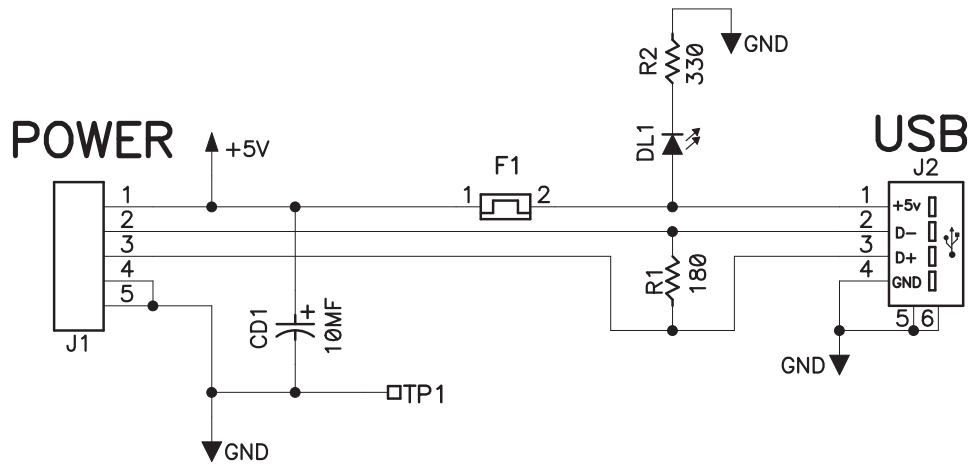 GND
R2
330
POWER
+5V
DL1
USB
J2
F1
1
2
1
2
3
4
5
J1
1
2
3
4
+5v
D-
D+
GND
5 6
R1
180
CD1
+
10MF
GND
TP1
GND